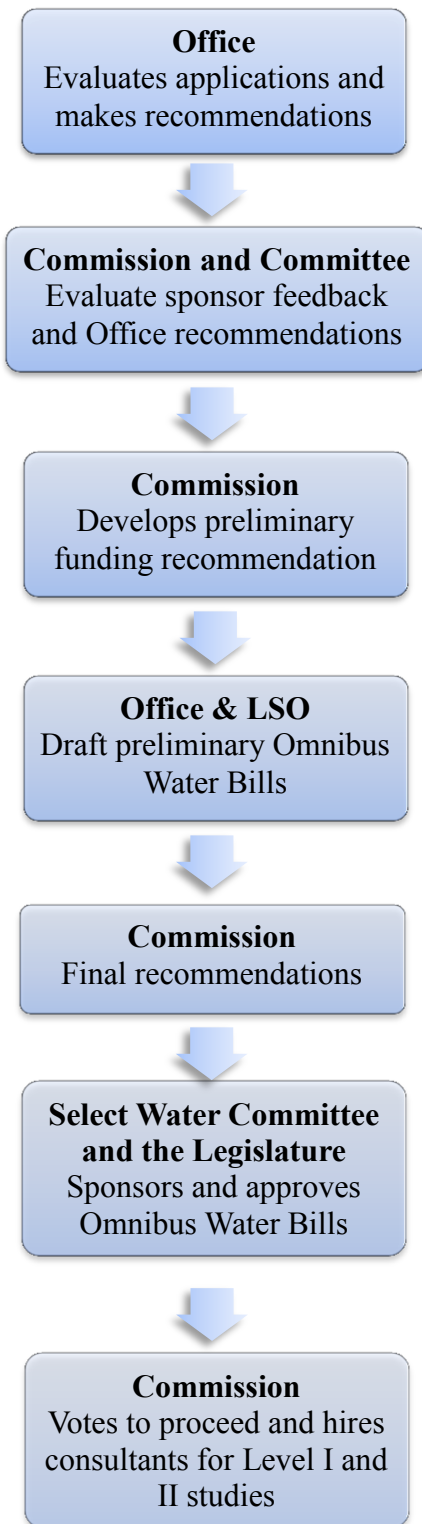 Office
Evaluates applications and
makes recommendations
Commission and Committee
Evaluate sponsor feedback
and Office recommendations
Commission
Develops preliminary
funding recommendation
Office & LSO
Draft preliminary Omnibus
Water Bills
Commission
Final recommendations
Select Water Committee
and the Legislature
Sponsors and approves
Omnibus Water Bills
Commission
Votes to proceed and hires
consultants for Level I and
II studies